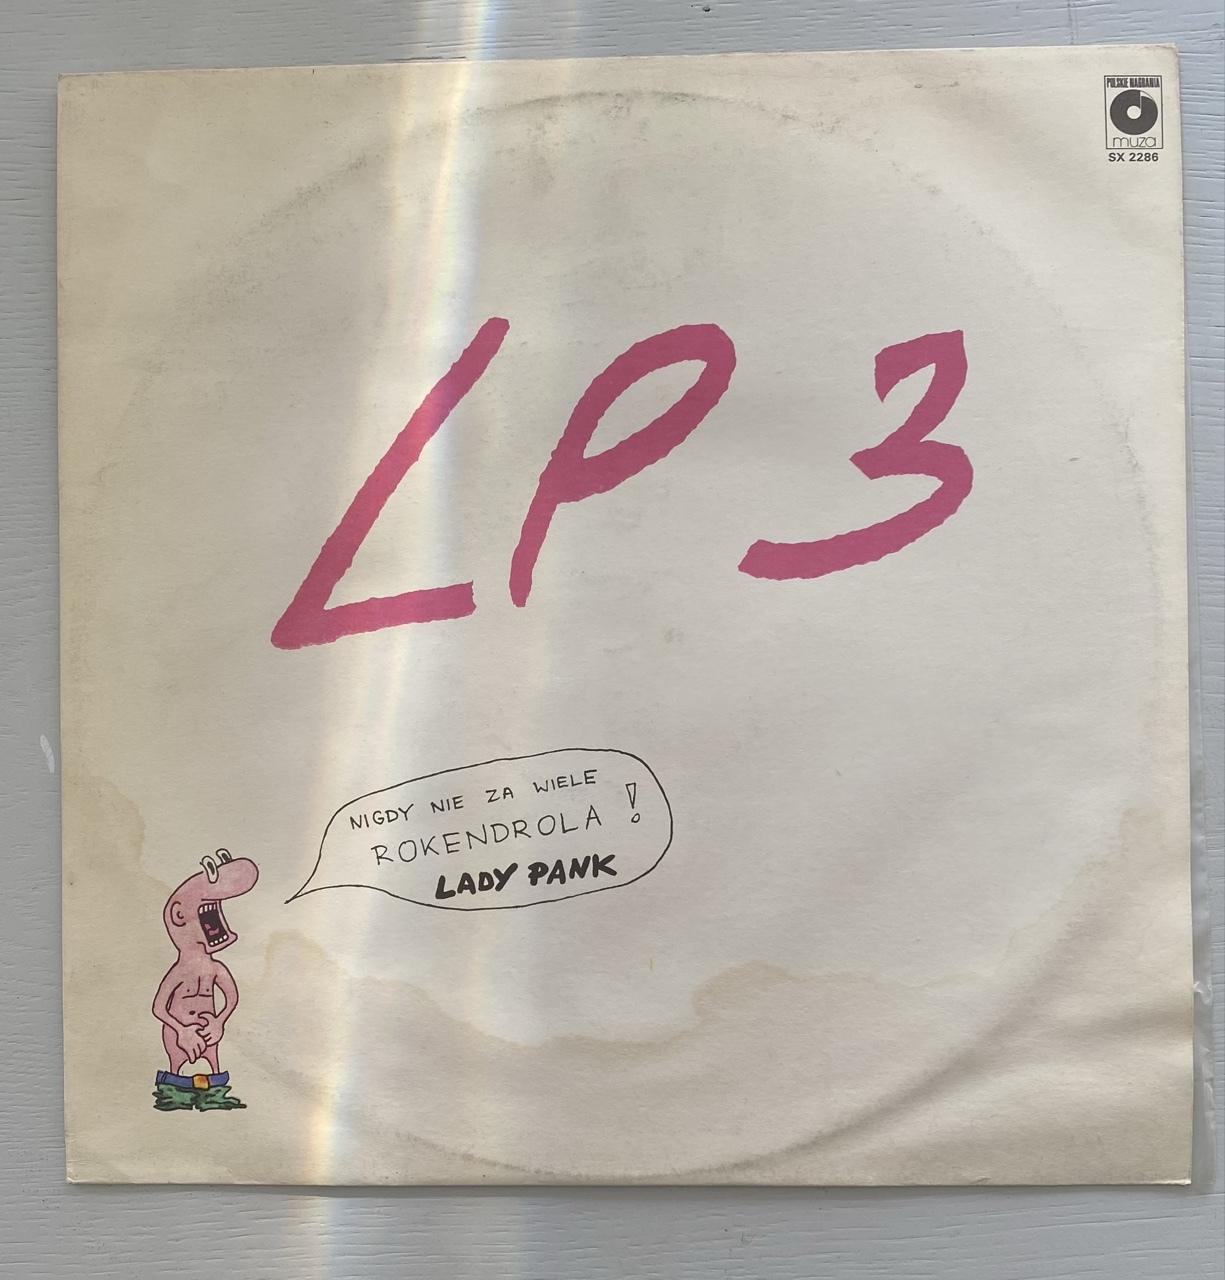 POLSKIE NAGRANIA
muza
SX 2286
LP 3
NIGDY NIE ZA WIELE
ROKENDROLA !
LADY PANK